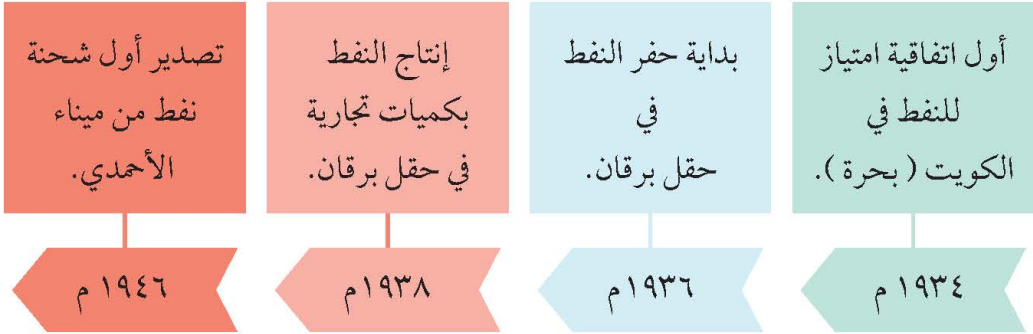 أول اتفاقية امتياز
للنفط في
الكويت ( بحرة ).
١٩٣٤ م
بداية حفر النفط
في
حقل برقان.
١٩٣٦م
إنتاج النفط
بكميات تجارية
في حقل برقان.
١٩٣٨ م
تصدير أول شحنة
نفط من ميناء
الأحمدي.
١٩٤٦ م